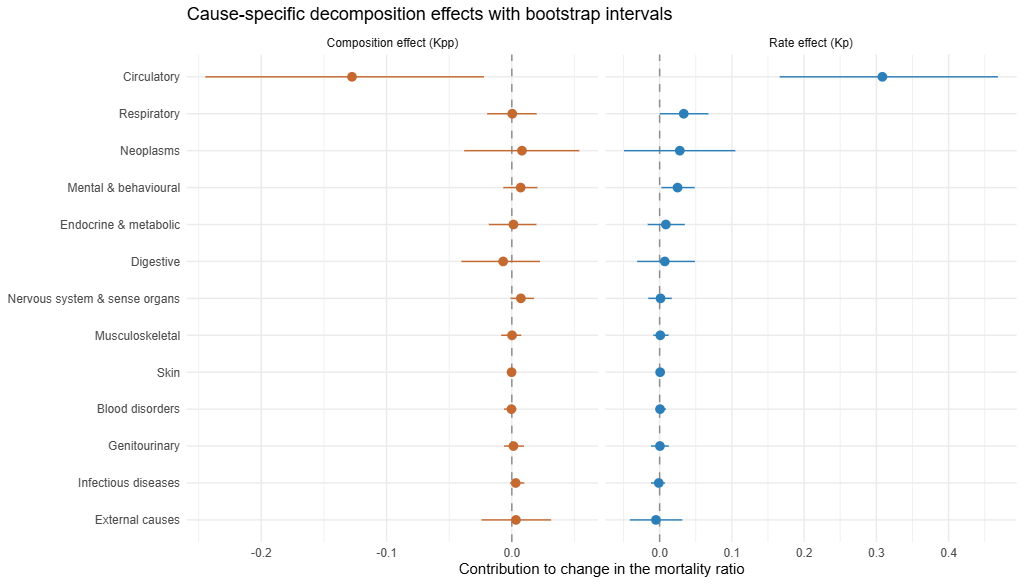 Cause-specific decomposition effects with bootstrap intervals
Composition effect (Kpp)
Rate effect (Kp)
Circulatory
Respiratory
Neoplasms
Mental & behavioural
Endocrine & metabolic
Digestive
Nervous system & sense organs
Musculoskeletal
Skin
Blood disorders
Genitourinary
Infectious diseases
External causes
-0.2 -0.1 0.0 0.0 0.1 0.2 0.3 0.4
Contribution to change in the mortality ratio